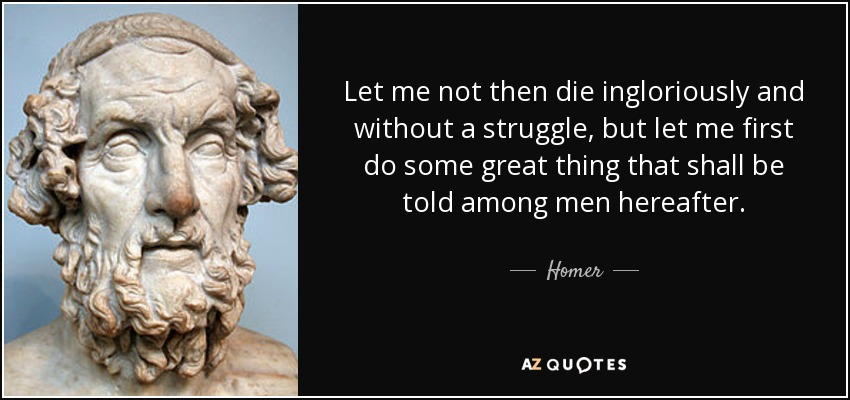 Let me not then die ingloriously and
without a struggle, but let me first
do some great thing that shall be
told among men hereafter.
Homer
AZ QUOTES